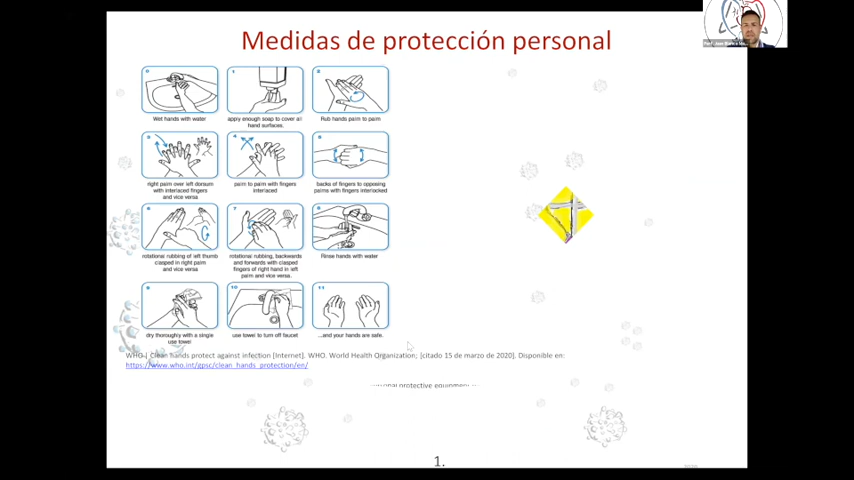 Medidas de protección personal
0
Wet hands with water
1
apply enough soap to cover all
hand surfaces.
2
Rub hands palm to palm
3
right palm over left dorsum
with interlaced fingers
and vice versa
4
palm to palm with fingers
interlaced
5
backs of fingers to opposing
palms with fingers interlocked
6
rotational rubbing of left thumb
clasped in right palm
and vice versa
7
rotational rubbing, backwards
and forwards with clasped
fingers of right hand in left
palm and vice versa.
8
Rinse hands with water
9
dry thoroughly with a single
use towel
10
use towel to turn off faucet
11
...and your hands are safe.
WHO | Clean hands protect against infection [Internet]. WHO. World Health Organization; [citado 15 de marzo de 2020]. Disponible en:
https://www.who.int/gpsc/clean_hands_protection/en/
personal protective equipment
1.